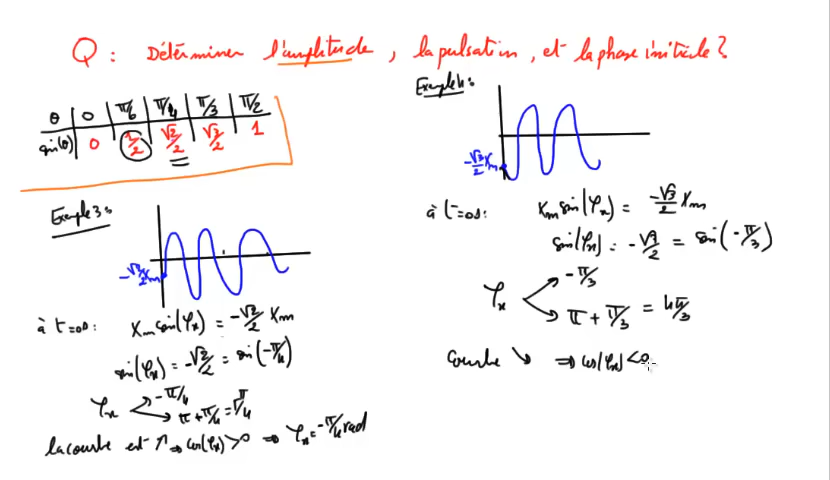 Q : Détérminer l'amplitude, la pulsation, et la phase initiale ?
θ 0 π/6 π/4 π/3 π/2
sin(θ) 0 1/2 √2/2 √3/2 1
Example 3 :
-√2/2 Xm
à t=0s : Xm sin(φx) = -√2/2 Xm
sin(φx) = -√2/2 = sin(-π/4)
φx -π/4
π + π/4 = 5π/4
la courbe est ↗ ⇒ cos(φx) > 0 ⇒ φx = -π/4 rad
Example 4 :
-√3/2 Xm
à t=0s : Xm sin(φx) = -√3/2 Xm
sin(φx) = -√3/2 = sin(-π/3)
φx -π/3
π + π/3 = 4π/3
Courbe ↘ ⇒ cos(φx) < 0